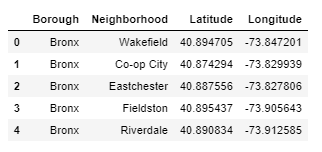 Borough Neighborhood Latitude Longitude
0 Bronx Wakefield 40.894705 -73.847201
1 Bronx Co-op City 40.874294 -73.829939
2 Bronx Eastchester 40.887556 -73.827806
3 Bronx Fieldston 40.895437 -73.905643
4 Bronx Riverdale 40.890834 -73.912585